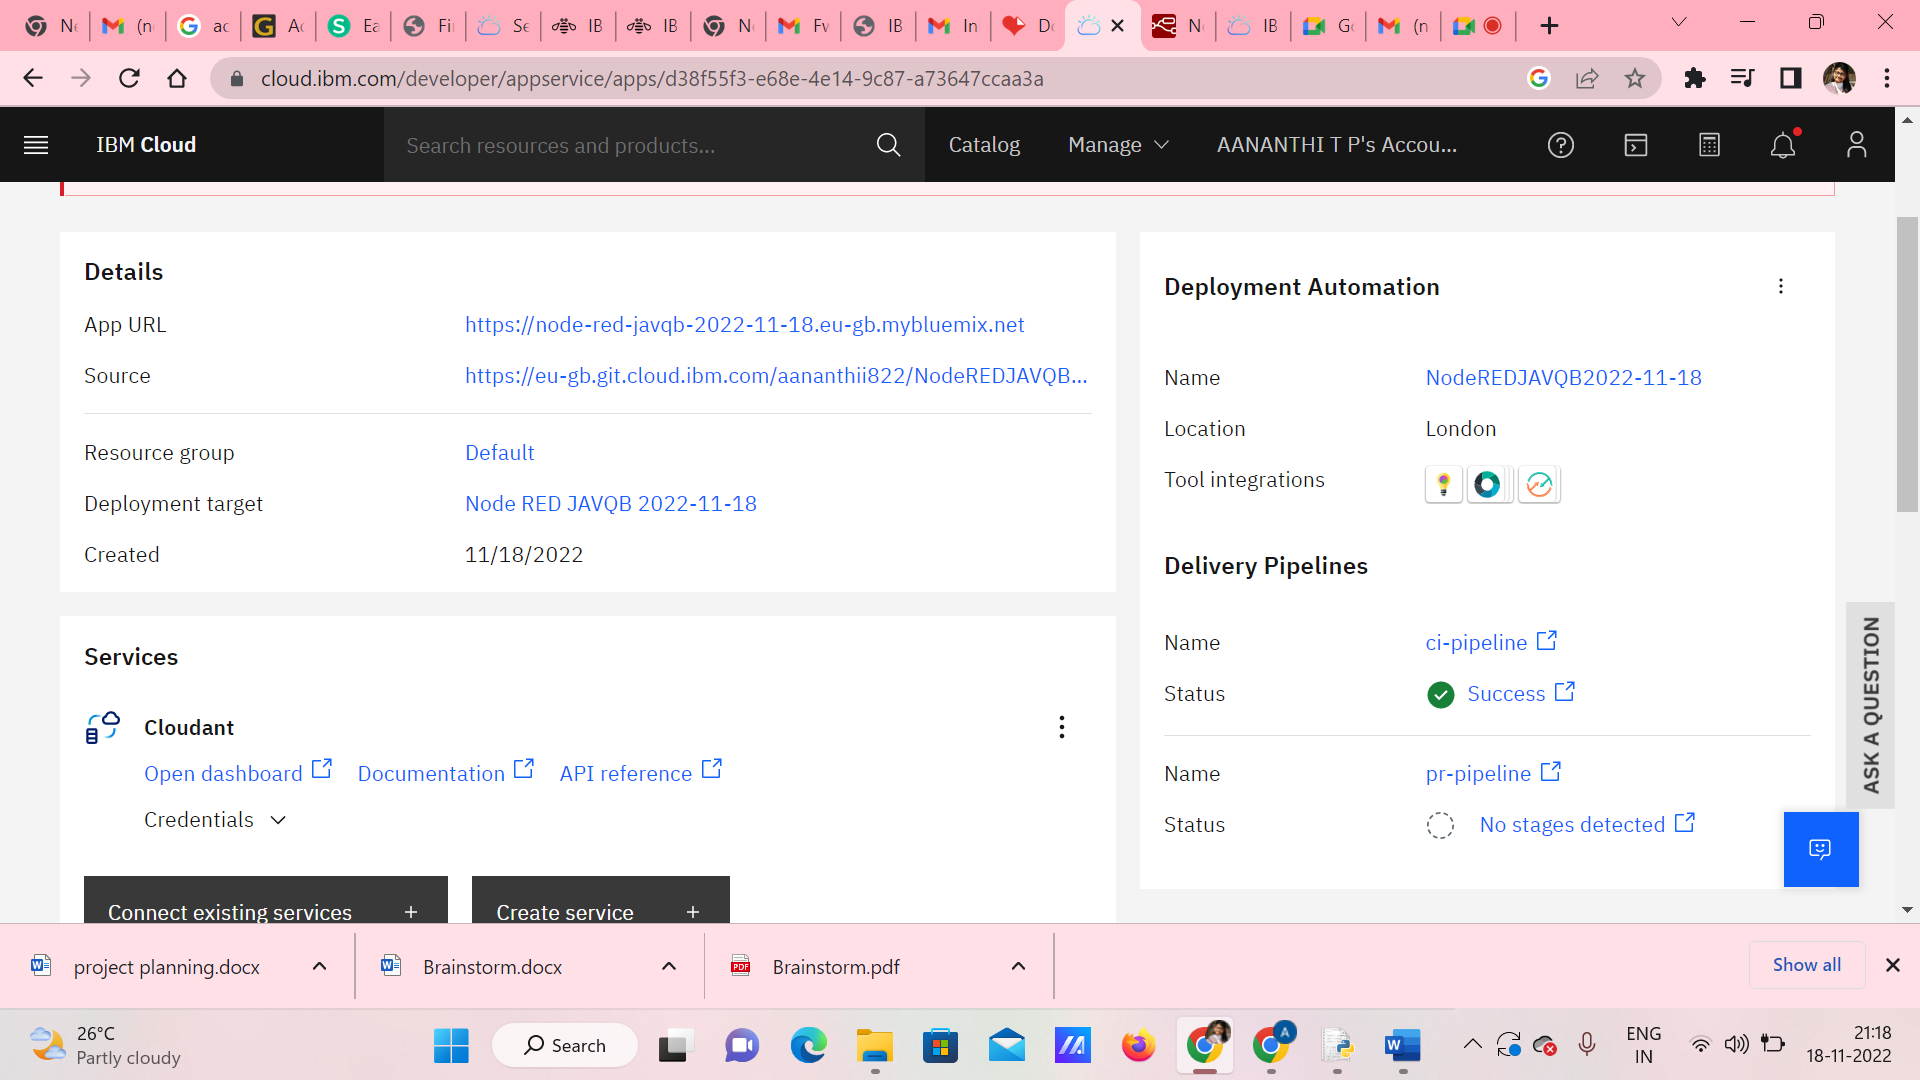 Ne
(n
ac
Ac
Ea
Fi
Se
IB
IB
Ne
Fw
IB
In
Do
No
IB
Go
(n
cloud.ibm.com/developer/appservice/apps/d38f55f3-e68e-4e14-9c87-a73647ccaa3a
IBM Cloud
Search resources and products...
Catalog
Manage
AANANTHI T P's Accou...
Details
App URL
https://node-red-javqb-2022-11-18.eu-gb.mybluemix.net
Source
https://eu-gb.git.cloud.ibm.com/aananthii822/NodeREDJAVQB...
Resource group
Default
Deployment target
Node RED JAVQB 2022-11-18
Created
11/18/2022
Services
Cloudant
Open dashboard
Documentation
API reference
Credentials
Connect existing services +
Create service +
Deployment Automation
Name
NodeREDJAVQB2022-11-18
Location
London
Tool integrations
Delivery Pipelines
Name
ci-pipeline
Status
Success
Name
pr-pipeline
Status
No stages detected
ASK A QUESTION
project planning.docx
Brainstorm.docx
PDF
Brainstorm.pdf
Show all
26°C
Partly cloudy
Search
A
ENG
IN
21:18
18-11-2022